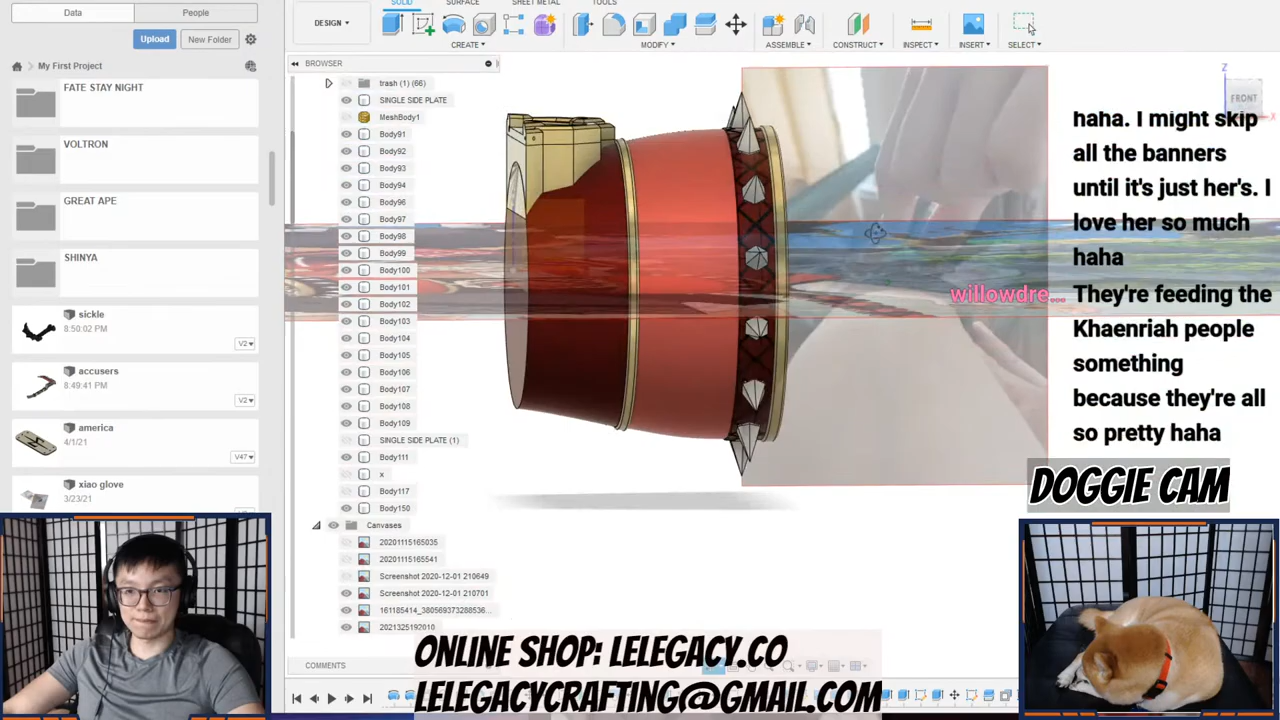 SOLID
SURFACE
SHEET METAL
TOOLS
Data
People
DESIGN
Upload
New Folder
CREATE
MODIFY
ASSEMBLE
CONSTRUCT
INSPECT
INSERT
SELECT
My First Project
BROWSER
FATE STAY NIGHT
VOLTRON
GREAT APE
SHINYA
sickle
8:50:02 PM
V2
accusers
8:49:41 PM
V2
america
4/1/21
V47
xiao glove
3/23/21
trash (1) (66)
SINGLE SIDE PLATE
MeshBody1
Body91
Body92
Body93
Body94
Body96
Body97
Body98
Body99
Body100
Body101
Body102
Body103
Body104
Body105
Body106
Body107
Body108
Body109
SINGLE SIDE PLATE (1)
Body111
x
Body117
Body150
Canvases
20201115165035
20201115165541
Screenshot 2020-12-01 210649
Screenshot 2020-12-01 210701
161185414_380569373288536...
2021325192010
COMMENTS
Z
FRONT
X
haha. I might skip
all the banners
until it's just her's. I
love her so much
haha
willowdre... They're feeding the
Khaenriah people
something
because they're all
so pretty haha
DOGGIE CAM
ONLINE SHOP: LELEGACY.CO
LELEGACYCRAFTING@GMAIL.COM